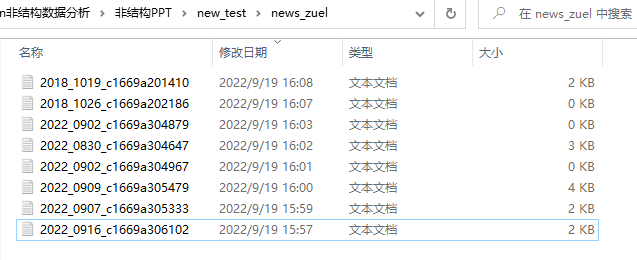 n非结构数据分析 › 非结构PPT › new_test › news_zuel 在 news_zuel 中搜索
名称 修改日期 类型 大小
2018_1019_c1669a201410 2022/9/19 16:08 文本文档 2 KB
2018_1026_c1669a202186 2022/9/19 16:07 文本文档 0 KB
2022_0902_c1669a304879 2022/9/19 16:03 文本文档 0 KB
2022_0830_c1669a304647 2022/9/19 16:02 文本文档 3 KB
2022_0902_c1669a304967 2022/9/19 16:01 文本文档 0 KB
2022_0909_c1669a305479 2022/9/19 16:00 文本文档 4 KB
2022_0907_c1669a305333 2022/9/19 15:59 文本文档 2 KB
2022_0916_c1669a306102 2022/9/19 15:57 文本文档 2 KB